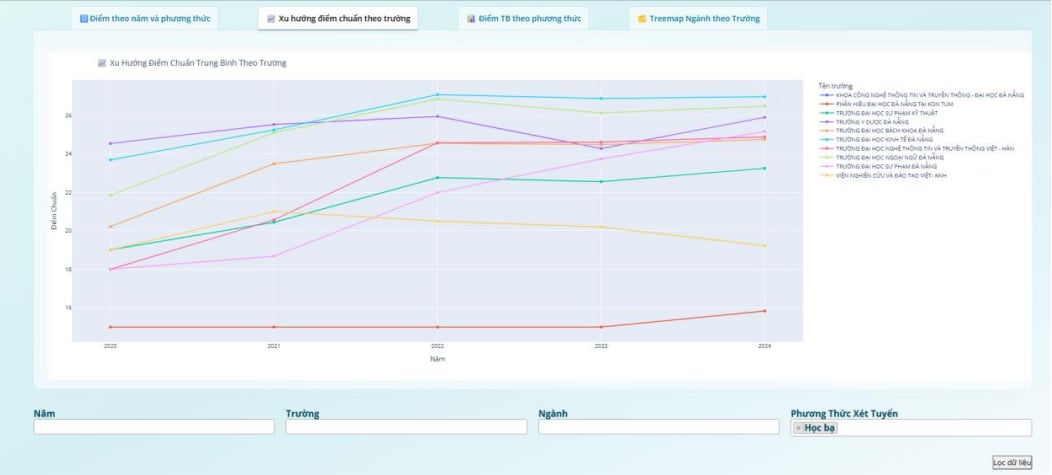 Điểm theo năm và phương thức
Xu hướng điểm chuẩn theo trường
Điểm TB theo phương thức
Treemap Ngành theo Trường
Xu Hướng Điểm Chuẩn Trung Bình Theo Trường
Tên trường
KHOA CÔNG NGHỆ THÔNG TIN VÀ TRUYỀN THÔNG - ĐẠI HỌC ĐÀ NẴNG
PHÂN HIỆU ĐẠI HỌC ĐÀ NẴNG TẠI KON TUM
TRƯỜNG ĐẠI HỌC SƯ PHẠM KỸ THUẬT
TRƯỜNG Y DƯỢC ĐÀ NẴNG
TRƯỜNG ĐẠI HỌC BÁCH KHOA ĐÀ NẴNG
TRƯỜNG ĐẠI HỌC KINH TẾ ĐÀ NẴNG
TRƯỜNG ĐẠI HỌC NGHỆ THÔNG TIN VÀ TRUYỀN THÔNG VIỆT - HÀN
TRƯỜNG ĐẠI HỌC NGOẠI NGỮ ĐÀ NẴNG
TRƯỜNG ĐẠI HỌC SƯ PHẠM ĐÀ NẴNG
VIỆN NGHIÊN CỨU VÀ ĐÀO TẠO VIỆT- ANH
Điểm Chuẩn
26
24
22
20
18
16
2020
2021
2022
2023
2024
Năm
Năm
Trường
Ngành
Phương Thức Xét Tuyển
× Học bạ
Lọc dữ liệu